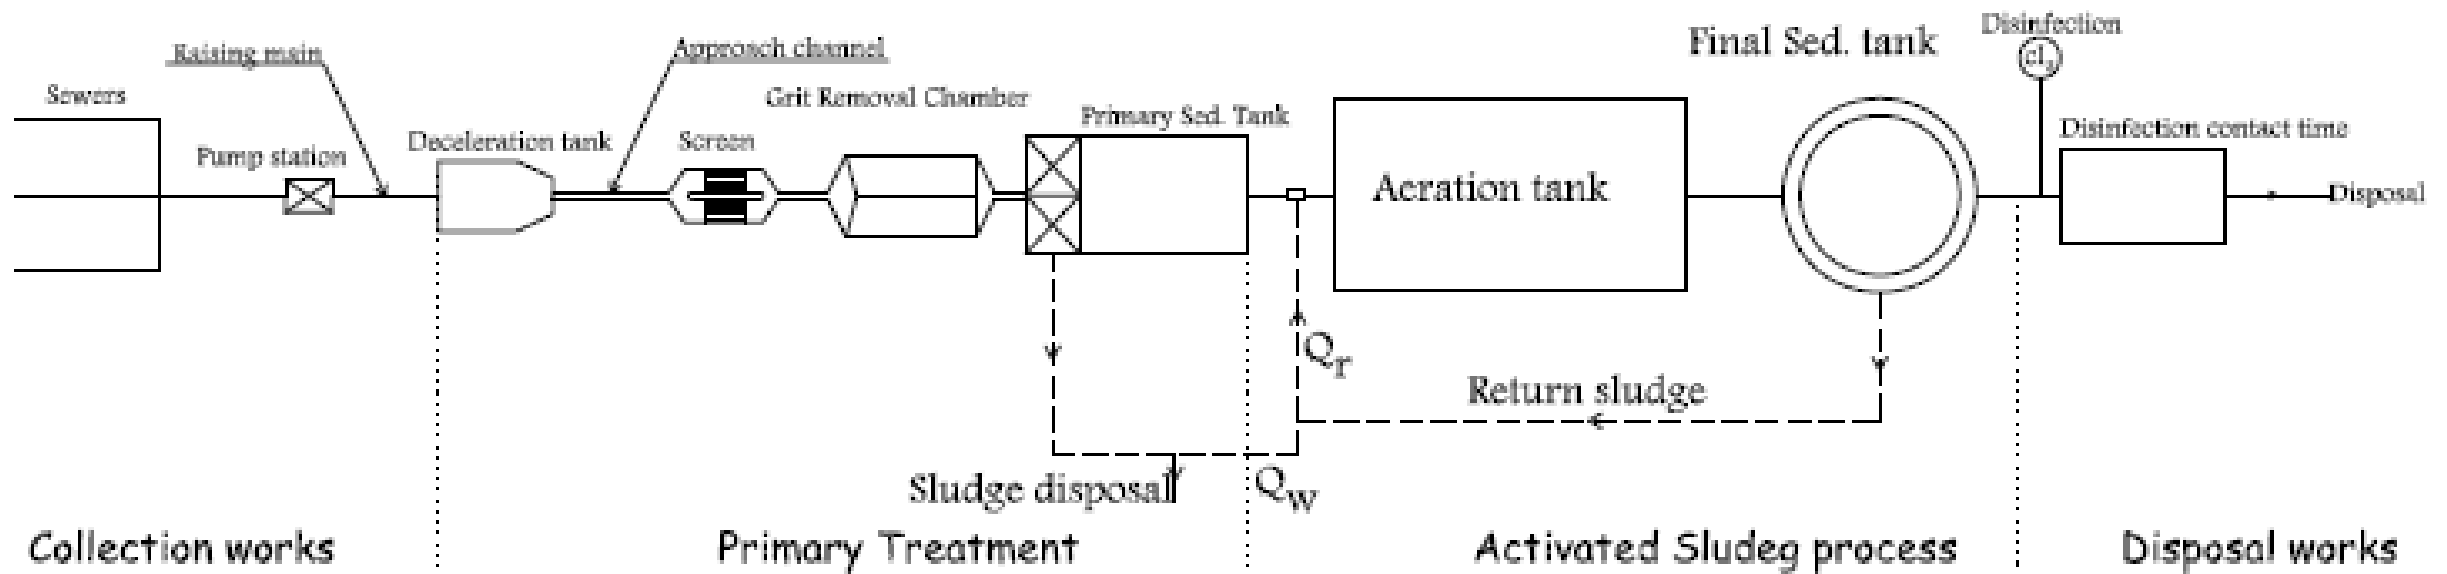 Raising main
Approach channel
Final Sed. tank
Disinfection
cl2
Sewers
Grit Removal Chamber
Primary Sed. Tank
Disinfection contact time
Deceleration tank
Screen
Pump station
Aeration tank
Disposal
Qr
Return sludge
Sludge disposal
Qw
Collection works
Primary Treatment
Activated Sludeg process
Disposal works